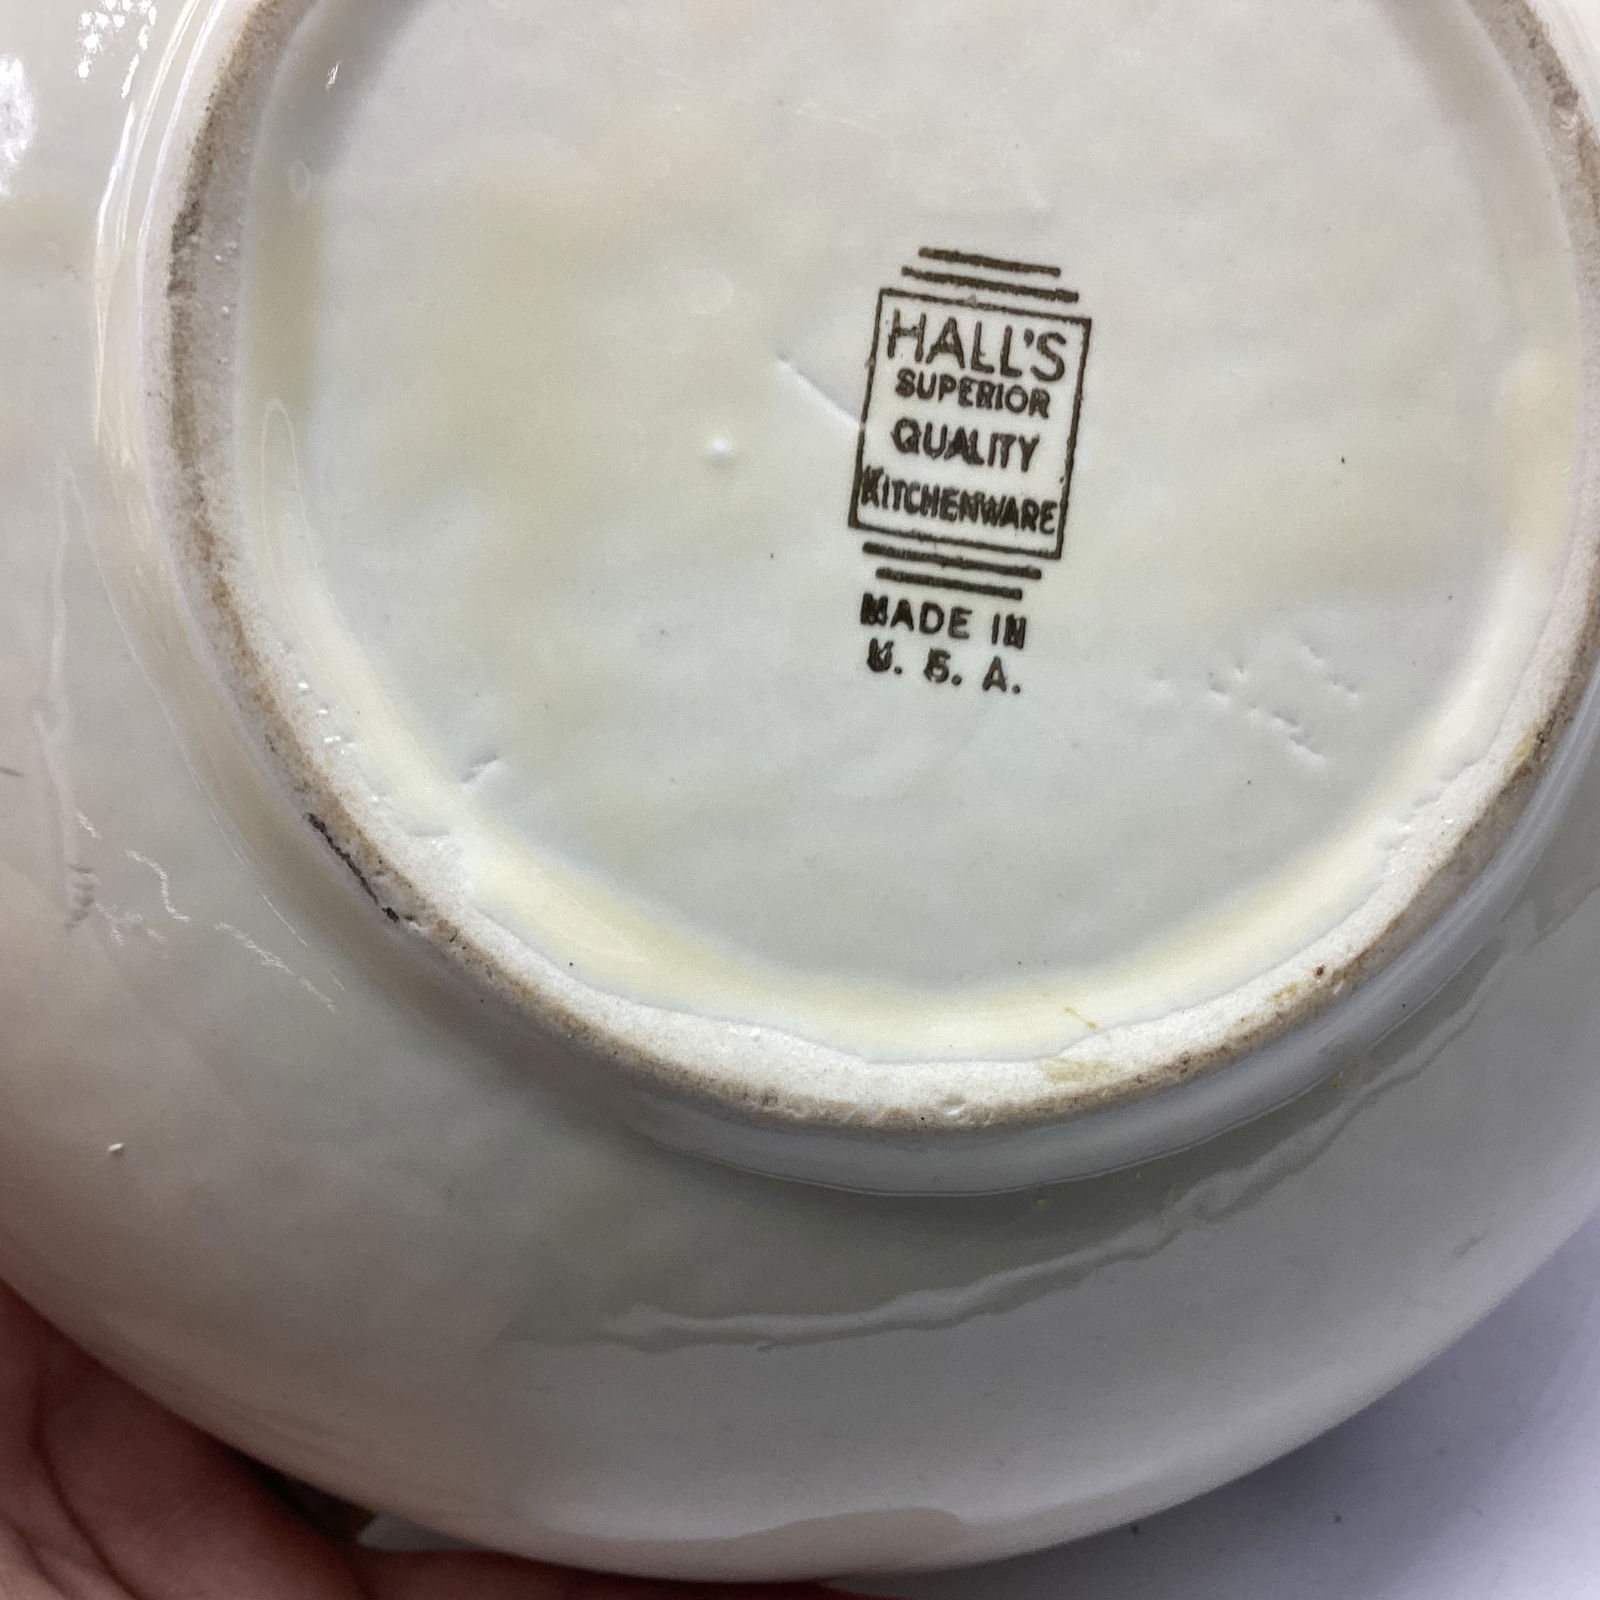 HALL'S
SUPERIOR
QUALITY
KITCHENWARE
MADE IN
U. S. A.